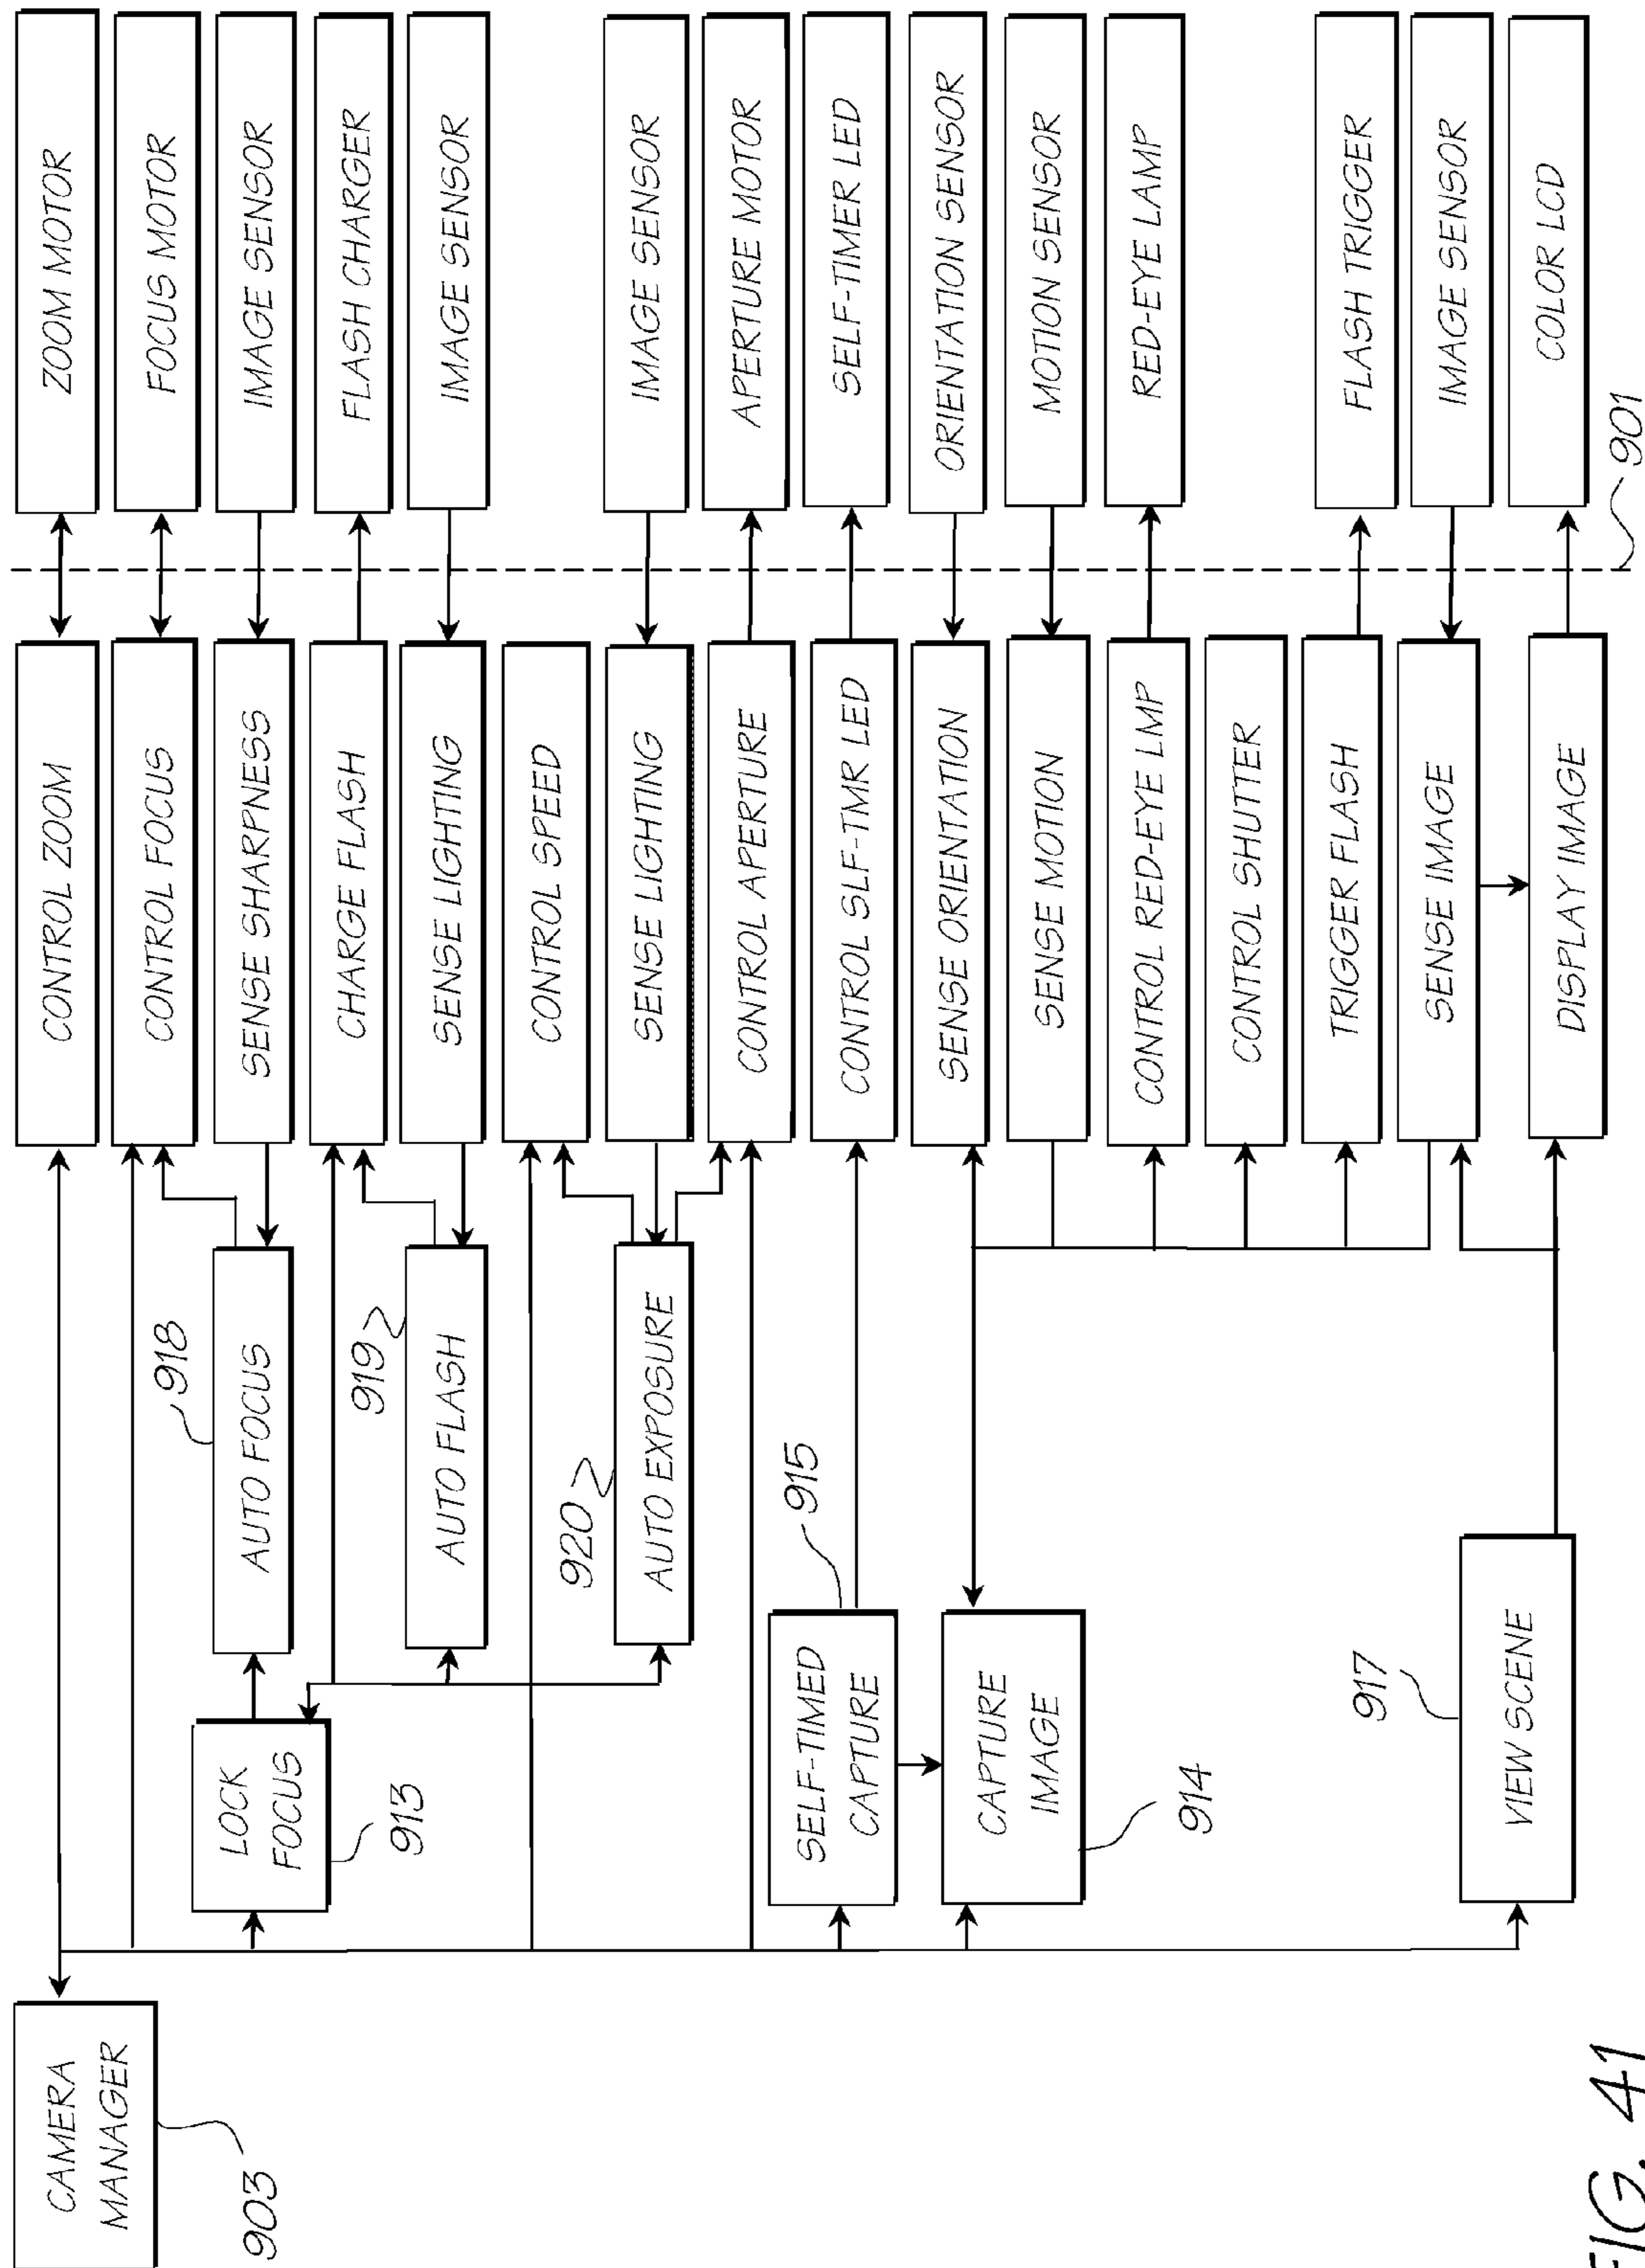 CAMERA
MANAGER
903
LOCK
FOCUS
913
SELF-TIMED
CAPTURE
915
CAPTURE
IMAGE
914
VIEW SCENE
917
AUTO FOCUS
918
AUTO FLASH
919
AUTO EXPOSURE
920
CONTROL ZOOM
CONTROL FOCUS
SENSE SHARPNESS
CHARGE FLASH
SENSE LIGHTING
CONTROL SPEED
SENSE LIGHTING
CONTROL APERTURE
CONTROL SLF-TMR LED
SENSE ORIENTATION
SENSE MOTION
CONTROL RED-EYE LMP
CONTROL SHUTTER
TRIGGER FLASH
SENSE IMAGE
DISPLAY IMAGE
ZOOM MOTOR
FOCUS MOTOR
IMAGE SENSOR
FLASH CHARGER
IMAGE SENSOR
IMAGE SENSOR
APERTURE MOTOR
SELF-TIMER LED
ORIENTATION SENSOR
MOTION SENSOR
RED-EYE LAMP
FLASH TRIGGER
IMAGE SENSOR
COLOR LCD
901
FIG. 41